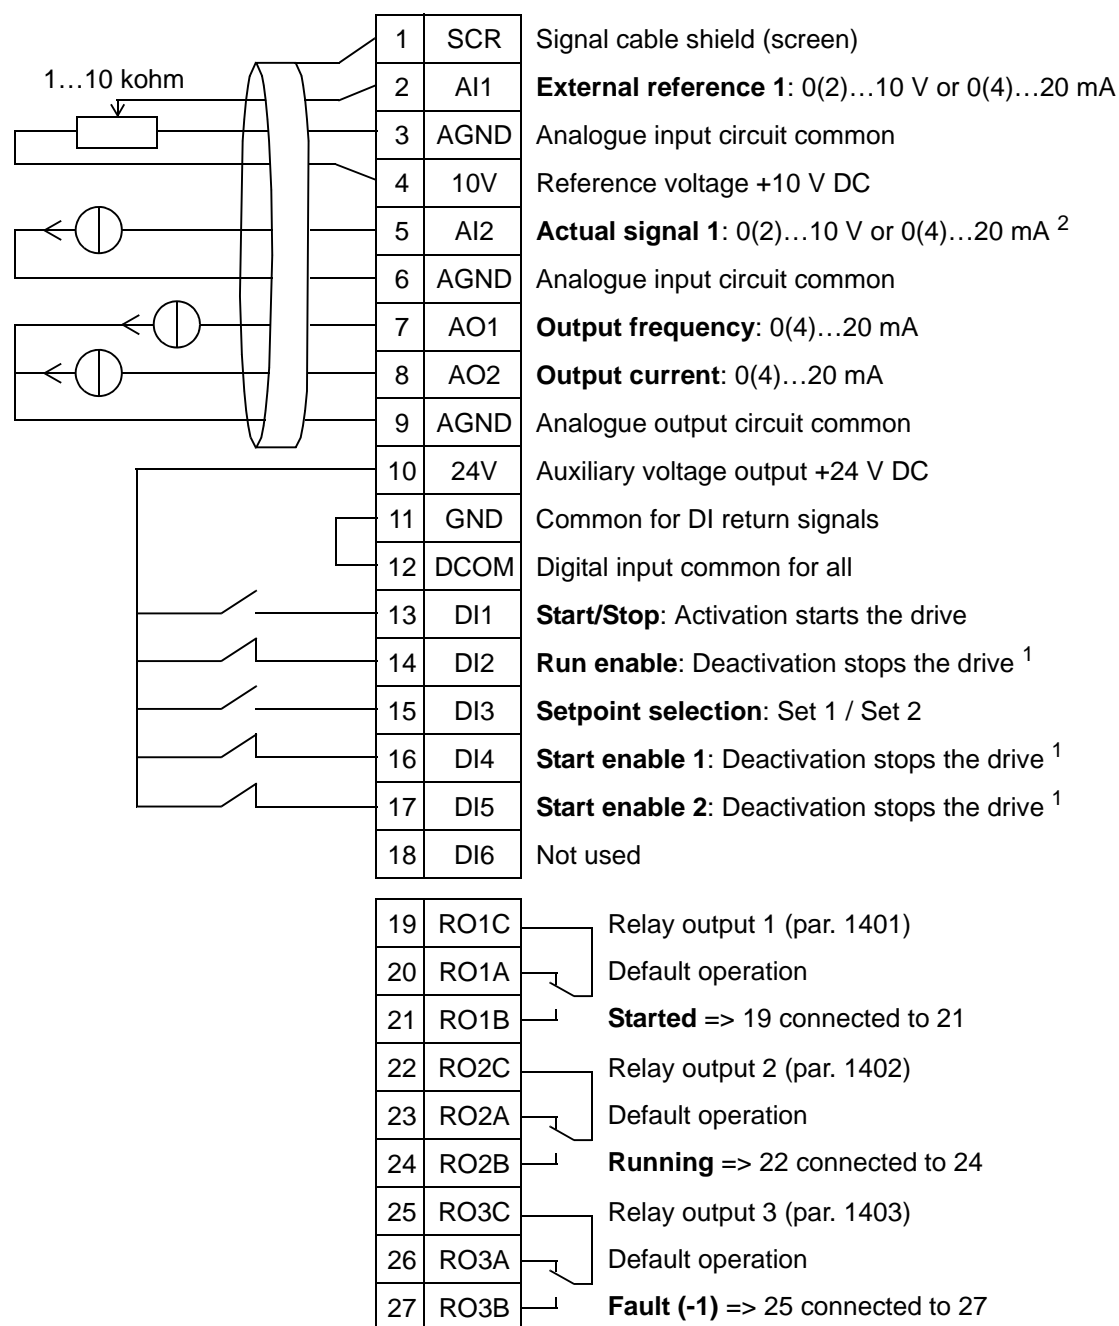 1 SCR Signal cable shield (screen)
1…10 kohm
2 AI1 External reference 1: 0(2)…10 V or 0(4)…20 mA
3 AGND Analogue input circuit common
4 10V Reference voltage +10 V DC
5 AI2 Actual signal 1: 0(2)…10 V or 0(4)…20 mA 2
6 AGND Analogue input circuit common
7 AO1 Output frequency: 0(4)…20 mA
8 AO2 Output current: 0(4)…20 mA
9 AGND Analogue output circuit common
10 24V Auxiliary voltage output +24 V DC
11 GND Common for DI return signals
12 DCOM Digital input common for all
13 DI1 Start/Stop: Activation starts the drive
14 DI2 Run enable: Deactivation stops the drive 1
15 DI3 Setpoint selection: Set 1 / Set 2
16 DI4 Start enable 1: Deactivation stops the drive 1
17 DI5 Start enable 2: Deactivation stops the drive 1
18 DI6 Not used
19 RO1C Relay output 1 (par. 1401)
20 RO1A Default operation
21 RO1B Started => 19 connected to 21
22 RO2C Relay output 2 (par. 1402)
23 RO2A Default operation
24 RO2B Running => 22 connected to 24
25 RO3C Relay output 3 (par. 1403)
26 RO3A Default operation
27 RO3B Fault (-1) => 25 connected to 27